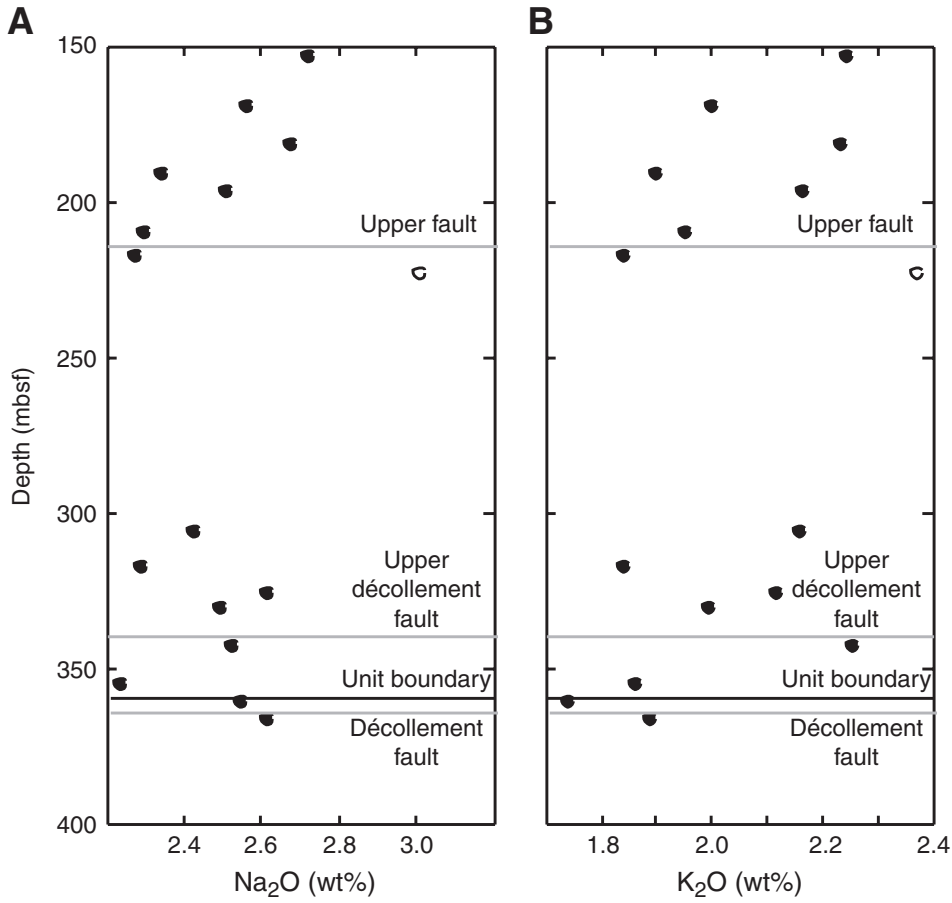 A
150
200
250
300
350
400
Depth (mbsf)
Upper fault
Upper
décollement
fault
Unit boundary
Décollement
fault
2.4
2.6
2.8
3.0
Na₂O (wt%)
B
Upper fault
Upper
décollement
fault
Unit boundary
Décollement
fault
1.8
2.0
2.2
2.4
K₂O (wt%)